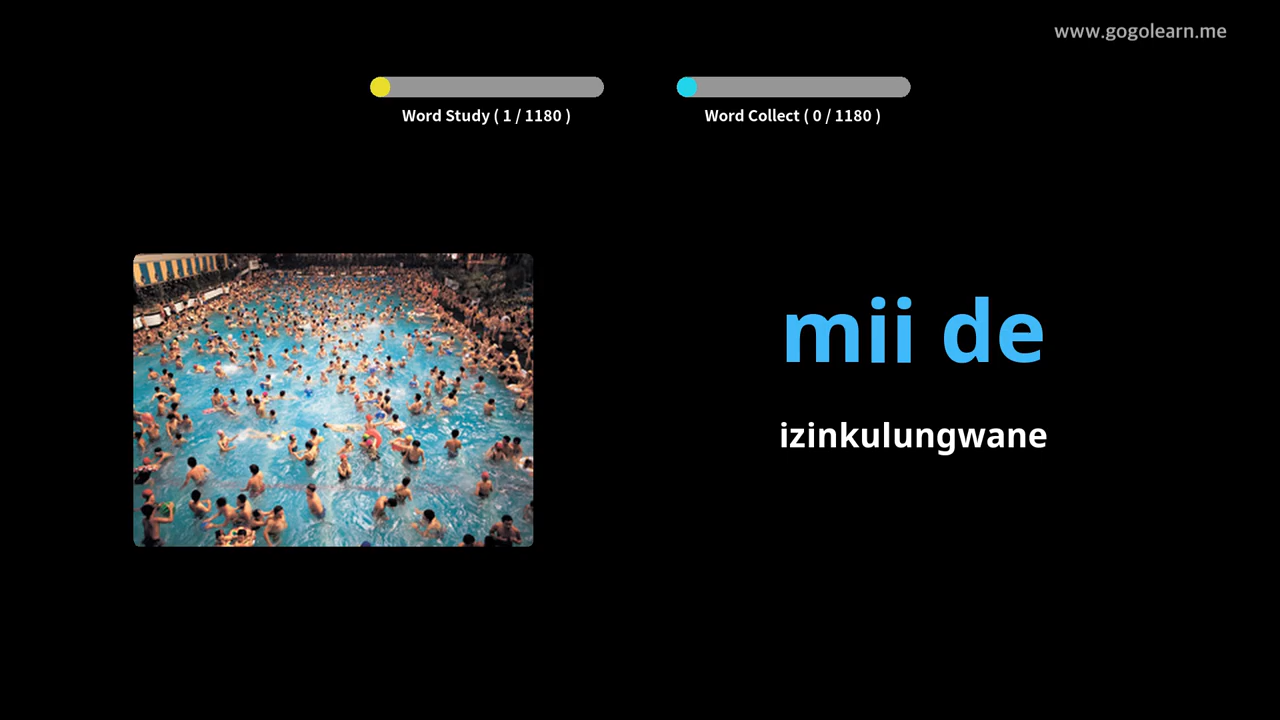 www.gogolearn.me
Word Study ( 1 / 1180 )
Word Collect ( 0 / 1180 )
mii de
izinkulungwane